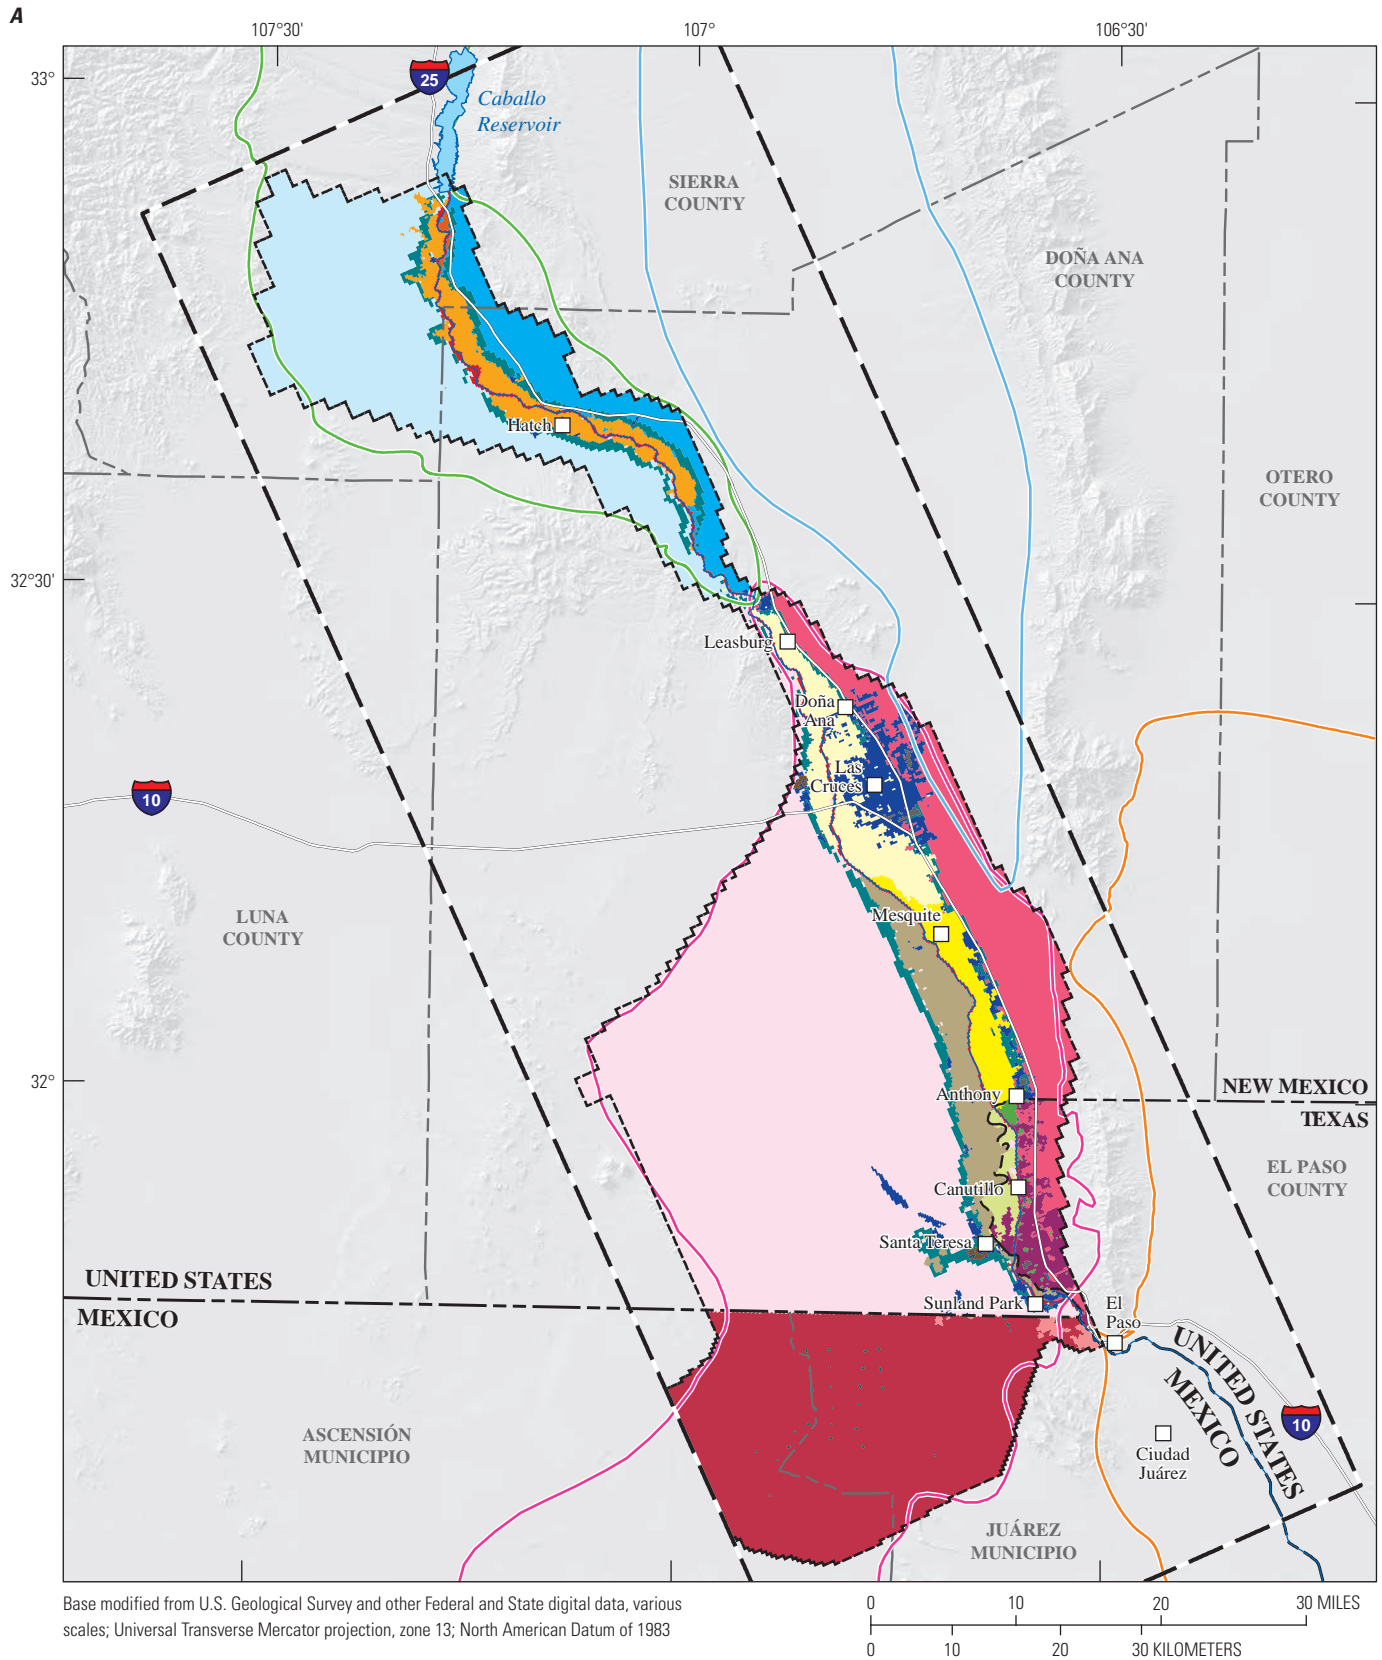 A
107°30'
107°
106°30'
33°
25
Caballo
Reservoir
SIERRA
COUNTY
DOÑA ANA
COUNTY
Hatch
OTERO
COUNTY
32°30'
Leasburg
Doña
Ana
Las
Cruces
10
LUNA
COUNTY
Mesquite
32°
Anthony
NEW MEXICO
TEXAS
EL PASO
COUNTY
Canutillo
Santa Teresa
UNITED STATES
MEXICO
Sunland Park
El
Paso
UNITED STATES
MEXICO
10
ASCENSIÓN
MUNICIPIO
Ciudad
Juárez
JUÁREZ
MUNICIPIO
Base modified from U.S. Geological Survey and other Federal and State digital data, various
scales; Universal Transverse Mercator projection, zone 13; North American Datum of 1983
0 10 20 30 MILES
0 10 20 30 KILOMETERS